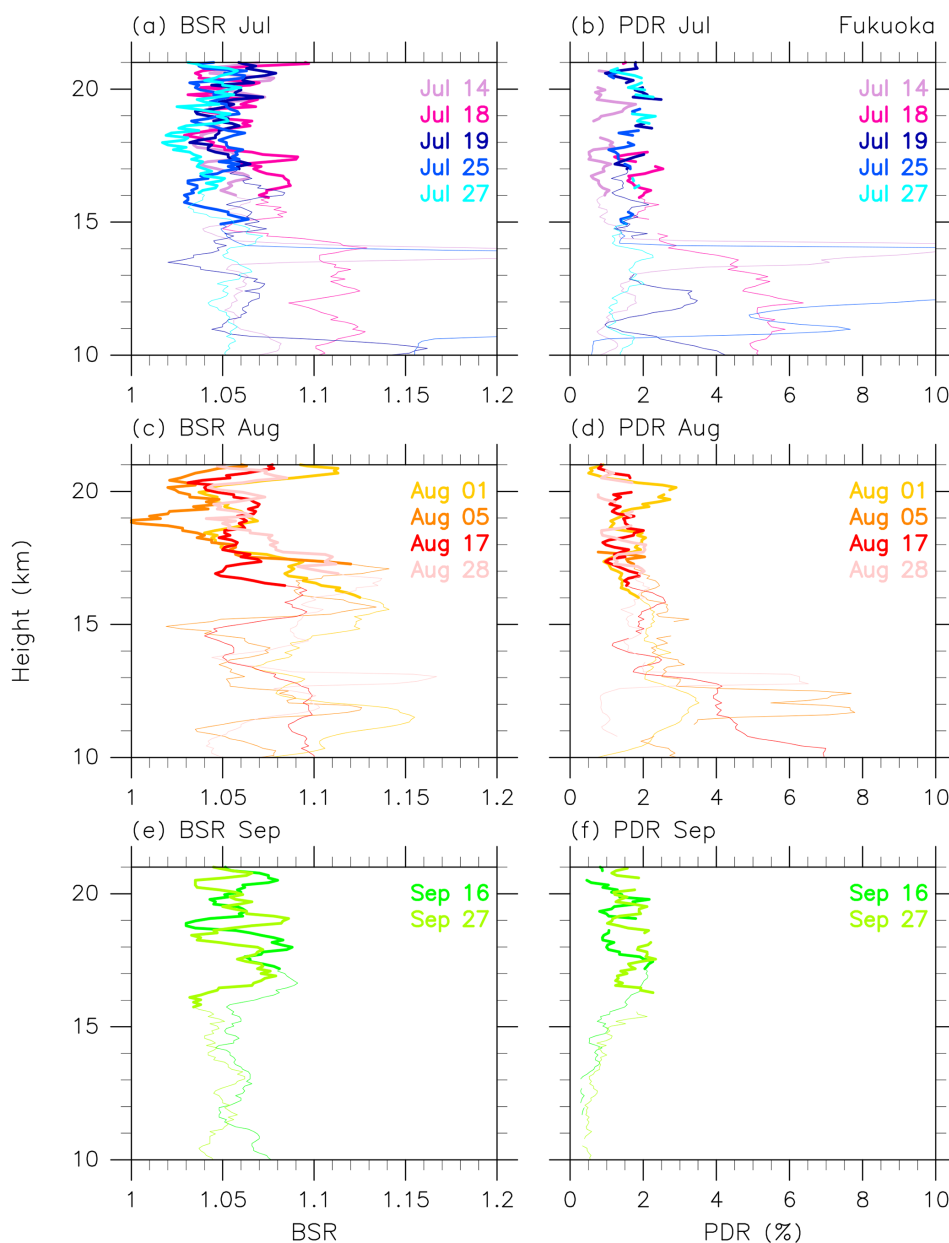 (a) BSR Jul
(b) PDR Jul Fukuoka
20
15
10
Jul 14
Jul 18
Jul 19
Jul 25
Jul 27
Jul 14
Jul 18
Jul 19
Jul 25
Jul 27
1 1.05 1.1 1.15 1.2
0 2 4 6 8 10
(c) BSR Aug
(d) PDR Aug
Height (km)
20
15
10
Aug 01
Aug 05
Aug 17
Aug 28
Aug 01
Aug 05
Aug 17
Aug 28
1 1.05 1.1 1.15 1.2
0 2 4 6 8 10
(e) BSR Sep
(f) PDR Sep
20
15
10
Sep 16
Sep 27
Sep 16
Sep 27
1 1.05 1.1 1.15 1.2
0 2 4 6 8 10
BSR
PDR (%)